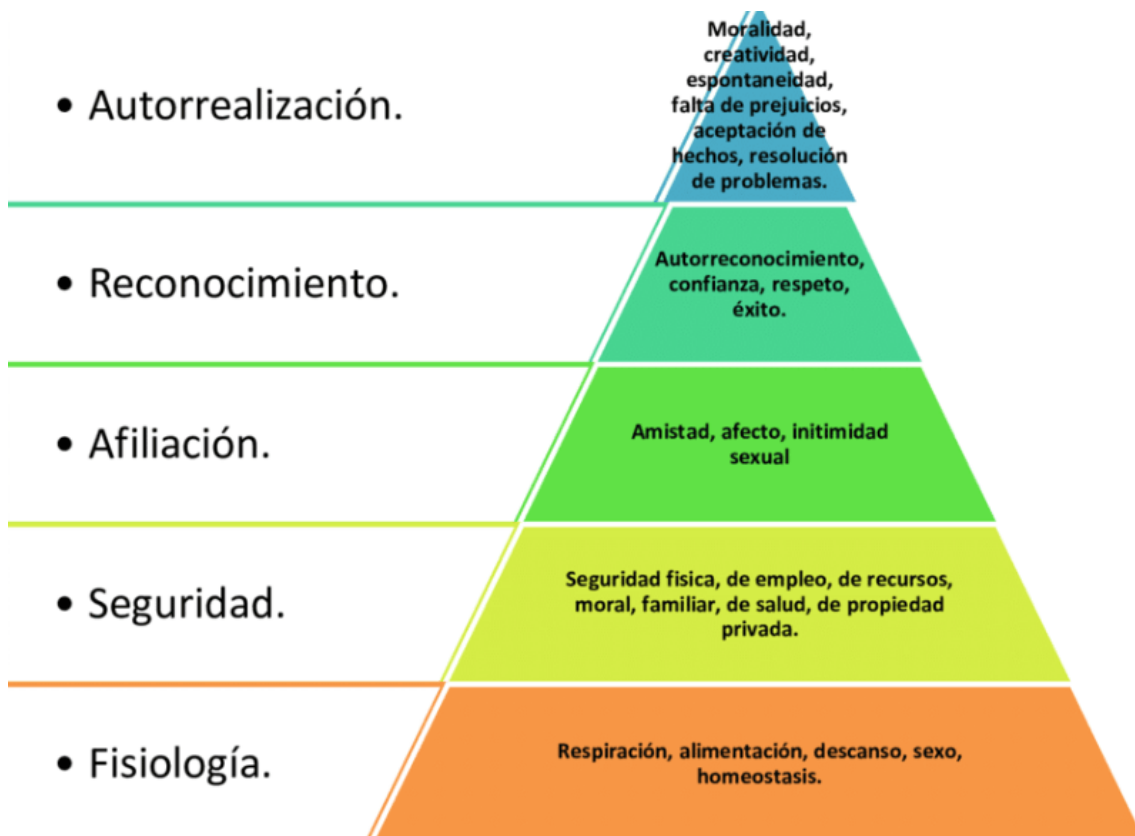 • Autorrealización.
Moralidad,
creatividad,
espontaneidad,
falta de prejuicios,
aceptación de
hechos, resolución
de problemas.
• Reconocimiento.
Autorreconocimiento,
confianza, respeto,
éxito.
• Afiliación.
Amistad, afecto, initimidad
sexual
• Seguridad.
Seguridad fisica, de empleo, de recursos,
moral, familiar, de salud, de propiedad
privada.
• Fisiología.
Respiración, alimentación, descanso, sexo,
homeostasis.